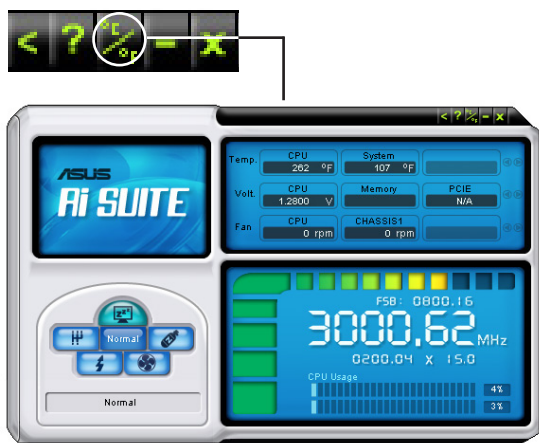 < ? °C/°F - x
< ? °C/°F - x
ASUS
Ai SUITE
Temp. CPU 262 °F System 107 °F
Volt. CPU 1.2800 V Memory PCIE N/A
Fan CPU 0 rpm CHASSIS1 0 rpm
FSB: 0800.16
3000.62 MHz
0200.04 X 15.0
CPU Usage
4%
3%
zz
Normal
Normal